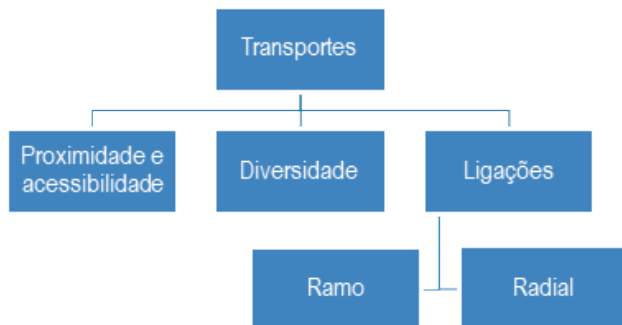 Transportes
Proximidade e
acessibilidade
Diversidade
Ligações
Ramo
Radial